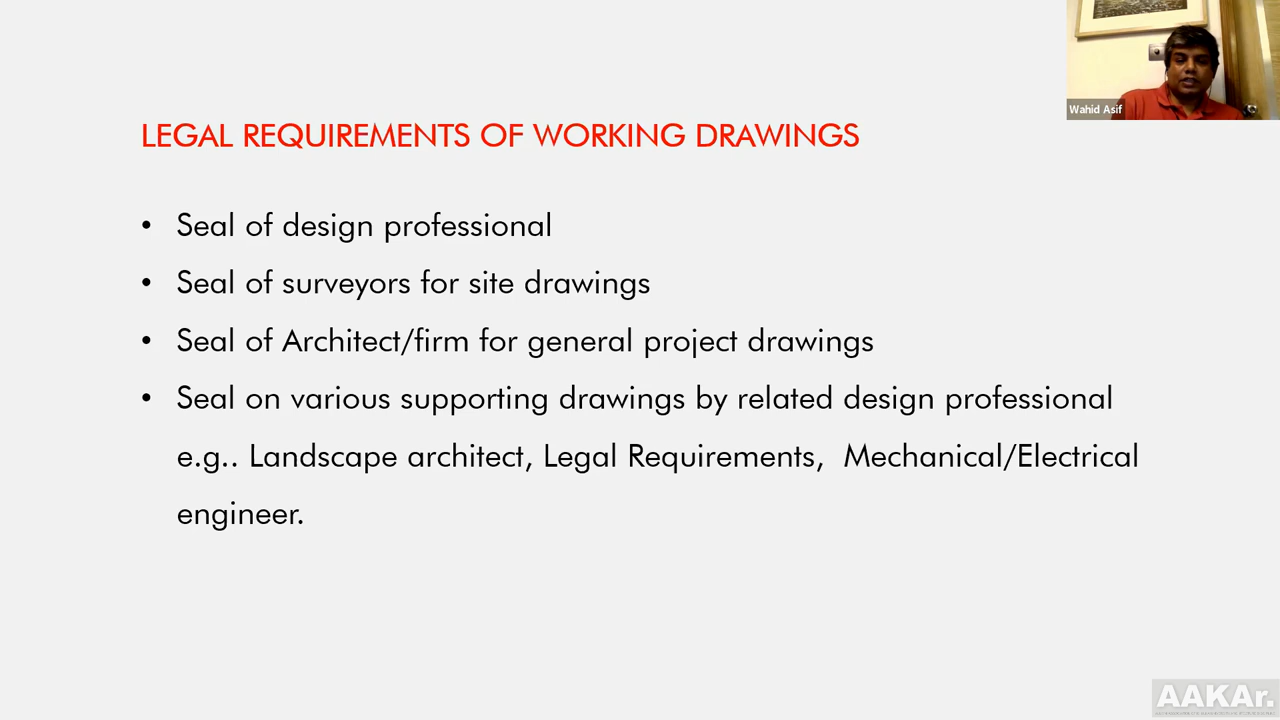 Wahid Asif
LEGAL REQUIREMENTS OF WORKING DRAWINGS
• Seal of design professional
• Seal of surveyors for site drawings
• Seal of Architect/firm for general project drawings
• Seal on various supporting drawings by related design professional
e.g.. Landscape architect, Legal Requirements, Mechanical/Electrical
engineer.
AAKAr.